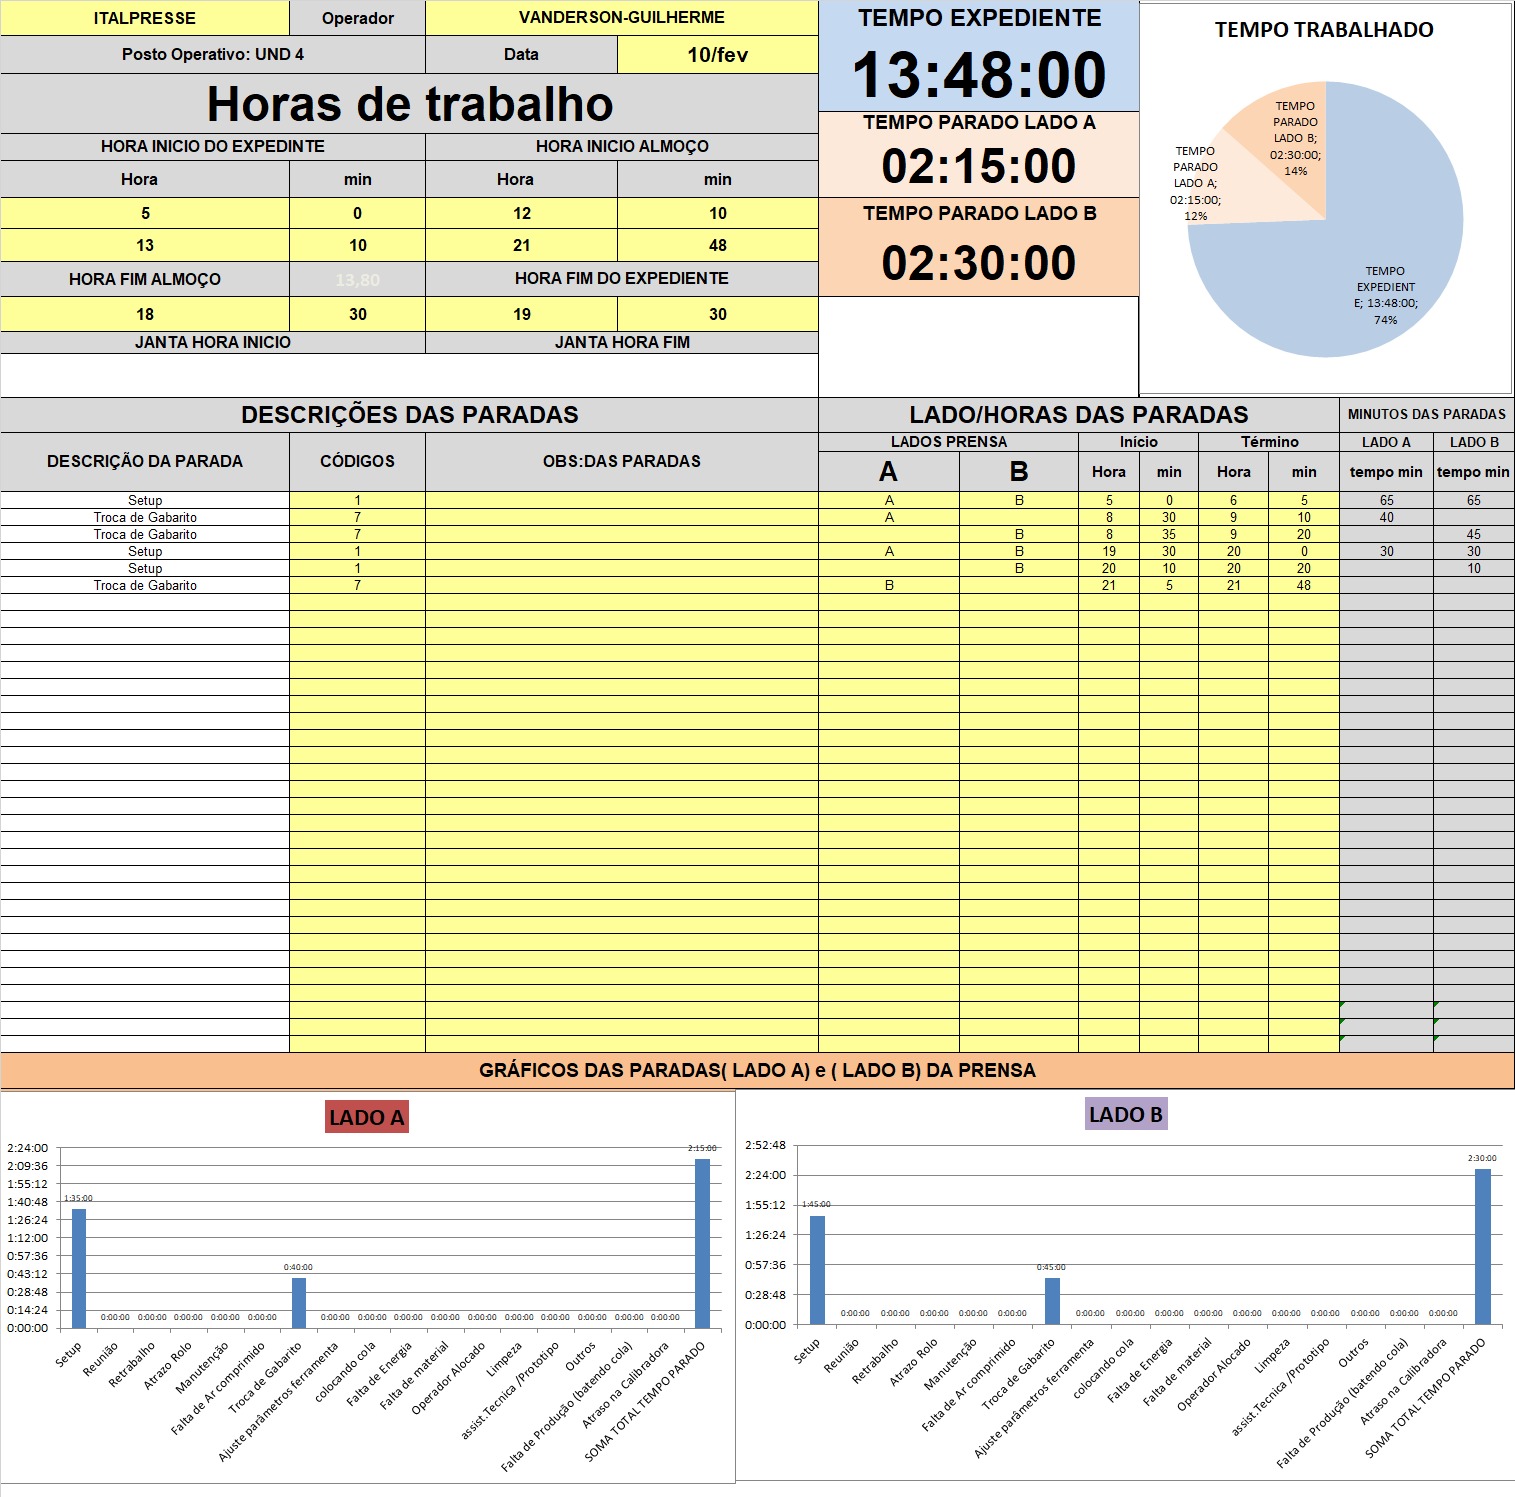 ITALPRESSE Operador VANDERSON-GUILHERME
Posto Operativo: UND 4 Data 10/fev
Horas de trabalho
HORA INICIO DO EXPEDINTE HORA INICIO ALMOÇO
Hora min Hora min
5 0 12 10
13 10 21 48
HORA FIM ALMOÇO 13,80 HORA FIM DO EXPEDIENTE
18 30 19 30
JANTA HORA INICIO JANTA HORA FIM
TEMPO EXPEDIENTE
13:48:00
TEMPO PARADO LADO A
02:15:00
TEMPO PARADO LADO B
02:30:00
TEMPO TRABALHADO
TEMPO
PARADO
LADO B;
02:30:00;
14%
TEMPO
PARADO
LADO A;
02:15:00;
12%
TEMPO
EXPEDIENT
E; 13:48:00;
74%
DESCRIÇÕES DAS PARADAS LADO/HORAS DAS PARADAS MINUTOS DAS PARADAS
DESCRIÇÃO DA PARADA CÓDIGOS OBS:DAS PARADAS LADOS PRENSA Início Término LADO A LADO B
A B Hora min Hora min tempo min tempo min
Setup 1 A B 5 0 6 5 65 65
Troca de Gabarito 7 A 8 30 9 10 40
Troca de Gabarito 7 B 8 35 9 20 45
Setup 1 A B 19 30 20 0 30 30
Setup 1 B 20 10 20 20 10
Troca de Gabarito 7 B 21 5 21 48
GRÁFICOS DAS PARADAS( LADO A) e ( LADO B) DA PRENSA
LADO A
2:24:00
2:09:36
1:55:12
1:40:48
1:26:24
1:12:00
0:57:36
0:43:12
0:28:48
0:14:24
0:00:00
1:35:00 0:00:00 0:00:00 0:00:00 0:00:00 0:00:00 0:40:00 0:00:00 0:00:00 0:00:00 0:00:00 0:00:00 0:00:00 0:00:00 0:00:00 0:00:00 0:00:00 2:15:00
Setup
Reunião
Retrabalho
Atrazo Rolo
Manutenção
Falta de Ar comprimido
Troca de Gabarito
Ajuste parâmetros ferramenta
colocando cola
Falta de Energia
Falta de material
Operador Alocado
Limpeza
assist.Tecnica /Prototipo
Outros
Falta de Produção (batendo cola)
Atraso na Calibradora
SOMA TOTAL TEMPO PARADO
LADO B
2:52:48
2:24:00
1:55:12
1:26:24
0:57:36
0:28:48
0:00:00
1:45:00 0:00:00 0:00:00 0:00:00 0:00:00 0:00:00 0:45:00 0:00:00 0:00:00 0:00:00 0:00:00 0:00:00 0:00:00 0:00:00 0:00:00 0:00:00 0:00:00 2:30:00
Setup
Reunião
Retrabalho
Atrazo Rolo
Manutenção
Falta de Ar comprimido
Troca de Gabarito
Ajuste parâmetros ferramenta
colocando cola
Falta de Energia
Falta de material
Operador Alocado
Limpeza
assist.Tecnica /Prototipo
Outros
Falta de Produção (batendo cola)
Atraso na Calibradora
SOMA TOTAL TEMPO PARADO